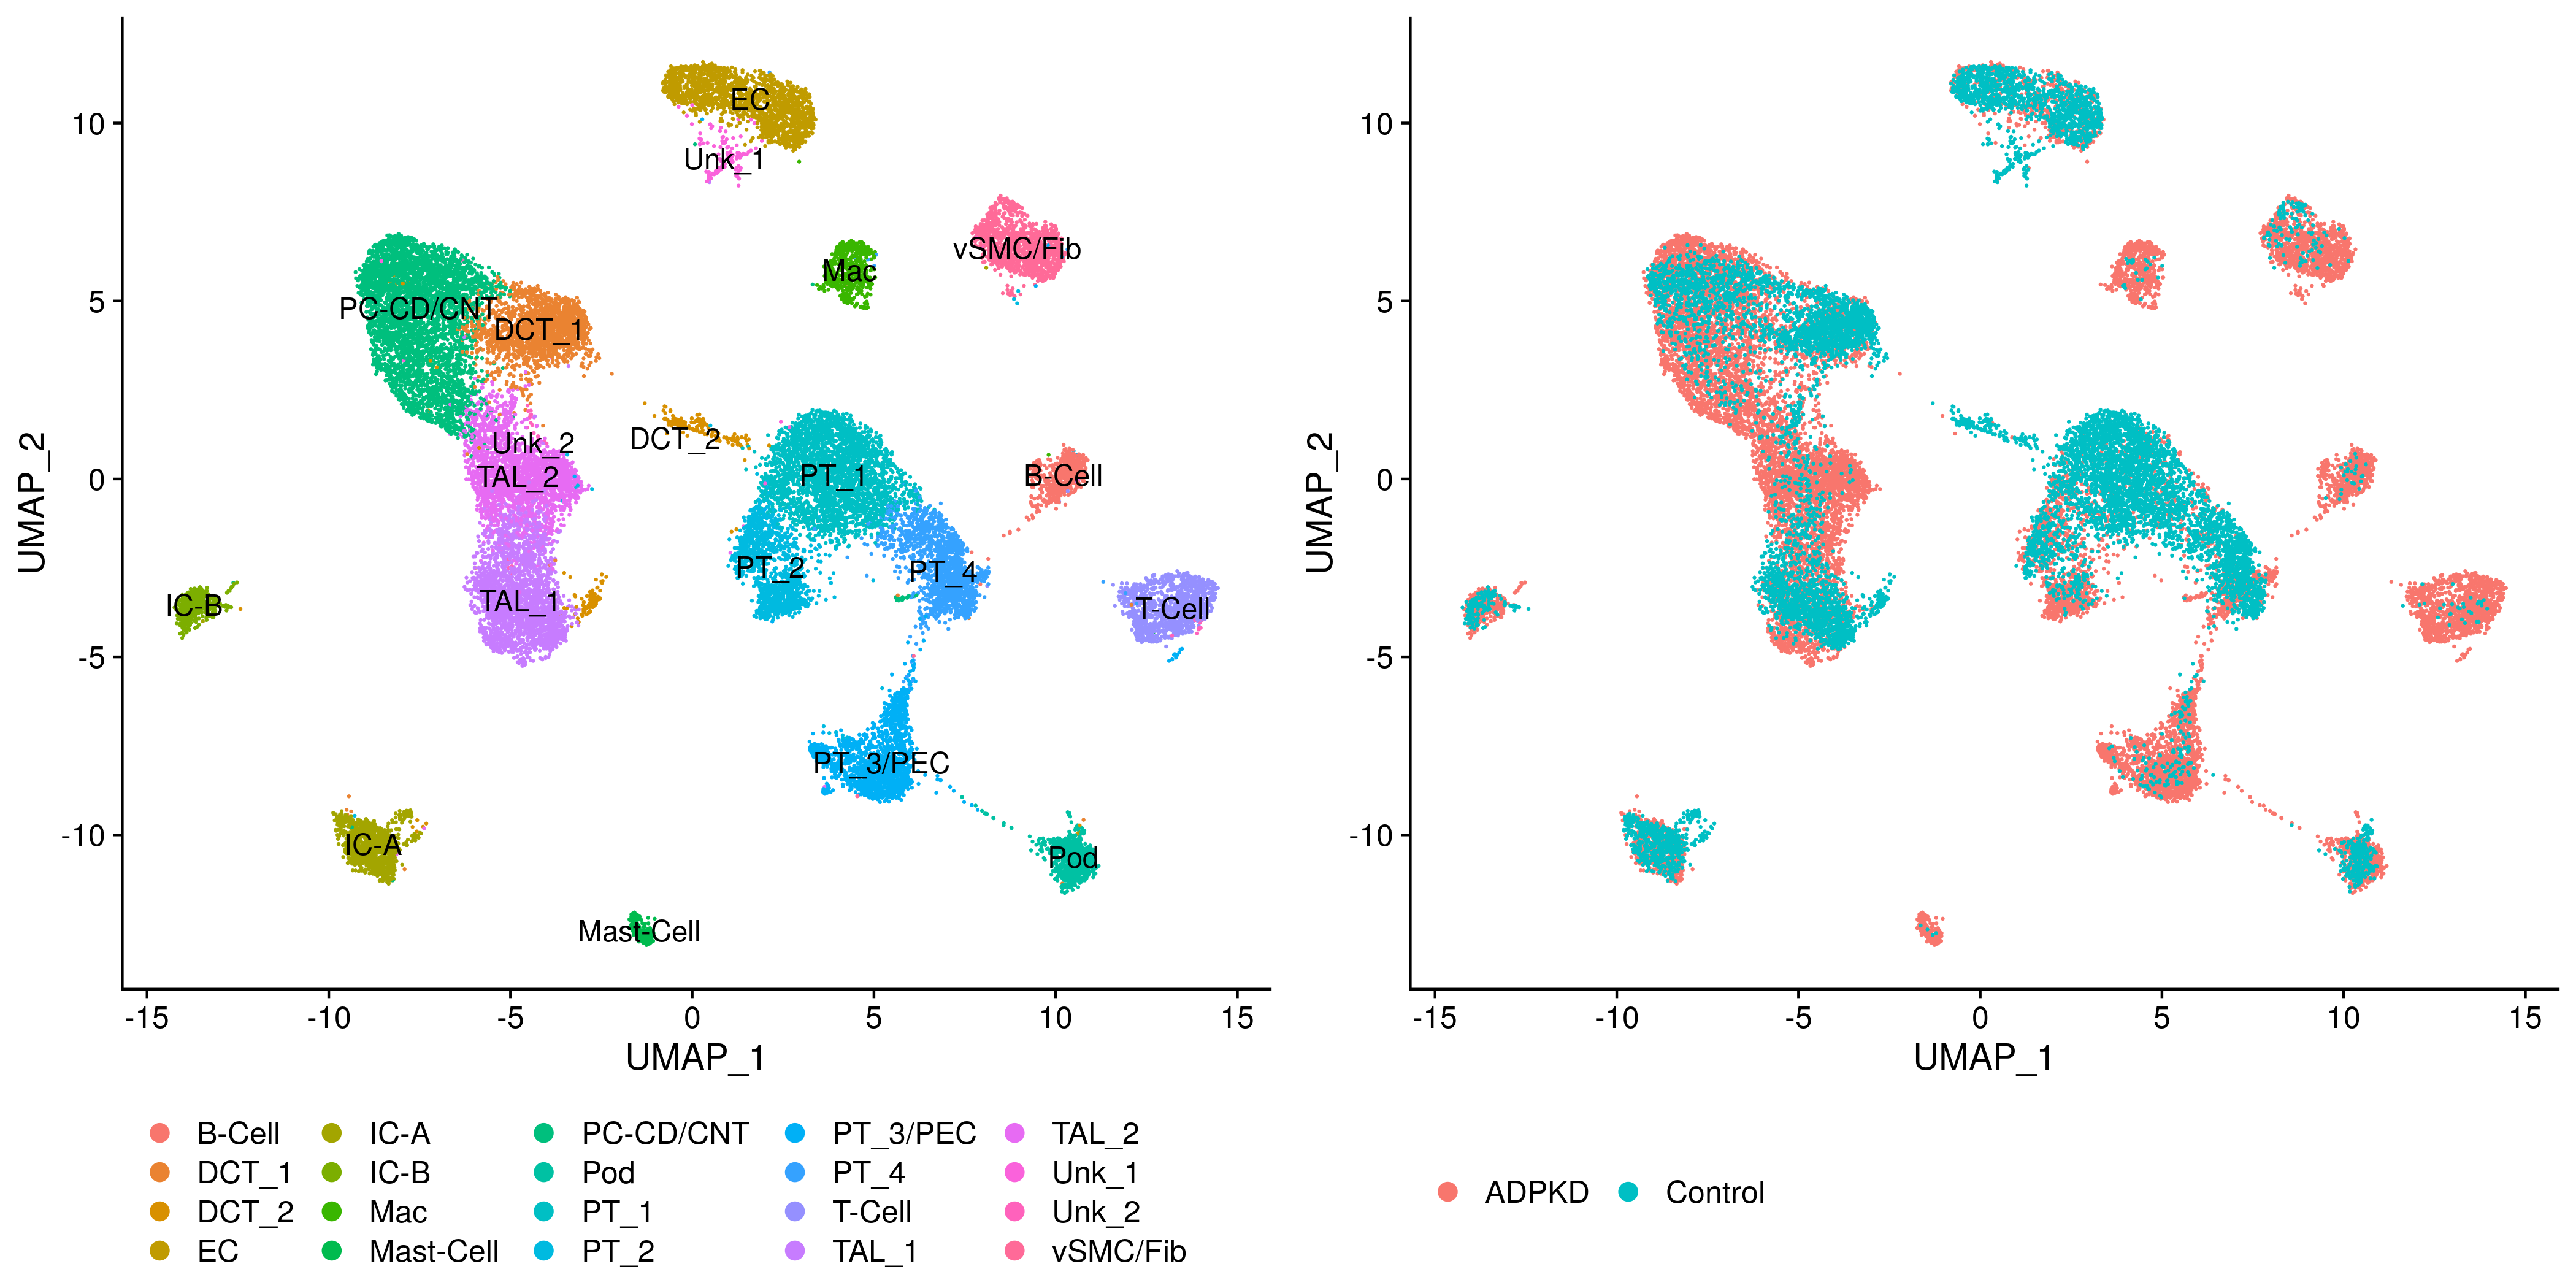 EC
Unk_1
vSMC/Fib
Mac
PC-CD/CNT
DCT_1
DCT_2
Unk_2
TAL_2
PT_1
B-Cell
PT_2
PT_4
IC-B
TAL_1
T-Cell
PT_3/PEC
IC-A
Pod
Mast-Cell
10
5
0
-5
-10
UMAP_2
-15 -10 -5 0 5 10 15
UMAP_1
B-Cell IC-A PC-CD/CNT PT_3/PEC TAL_2
DCT_1 IC-B Pod PT_4 Unk_1
DCT_2 Mac PT_1 T-Cell Unk_2
EC Mast-Cell PT_2 TAL_1 vSMC/Fib
10
5
0
-5
-10
UMAP_2
-15 -10 -5 0 5 10 15
UMAP_1
ADPKD Control